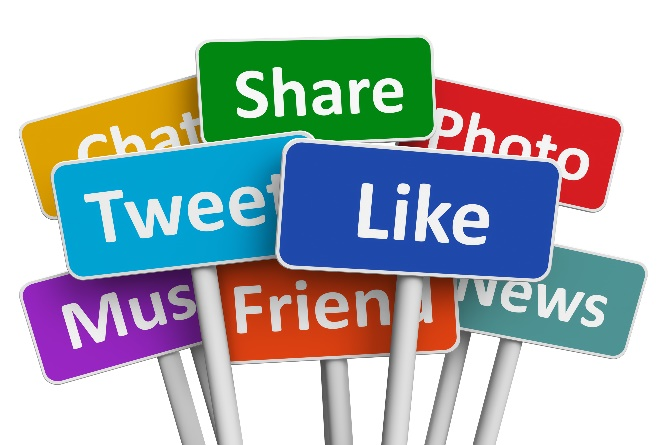 Share
Chat
Photo
Tweet
Like
Mus
Friend
News